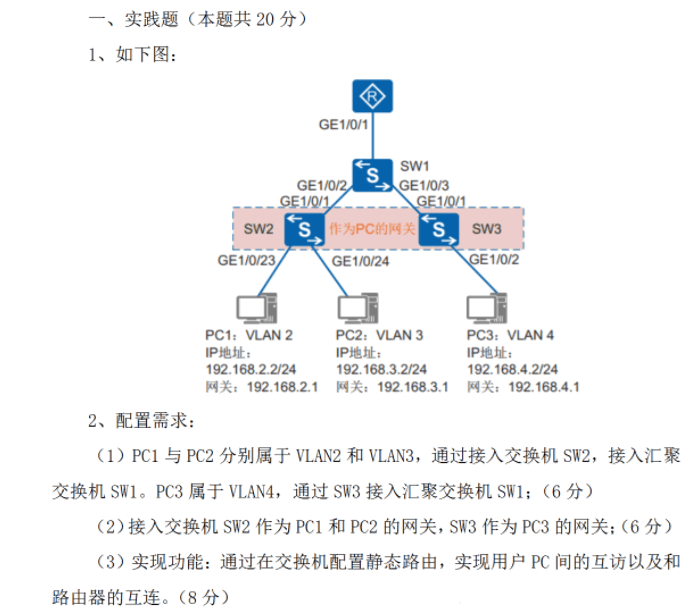 一、实践题（本题共 20 分）
1、如下图：
R
GE1/0/1
SW1
S
GE1/0/2
GE1/0/3
GE1/0/1
GE1/0/1
SW2
S
作为PC的网关
S
SW3
GE1/0/23
GE1/0/24
GE1/0/2
PC1：VLAN 2
IP地址：
192.168.2.2/24
网关：192.168.2.1
PC2：VLAN 3
IP地址：
192.168.3.2/24
网关：192.168.3.1
PC3：VLAN 4
IP地址：
192.168.4.2/24
网关：192.168.4.1
2、配置需求：
（1）PC1 与 PC2 分别属于 VLAN2 和 VLAN3，通过接入交换机 SW2，接入汇聚
交换机 SW1。PC3 属于 VLAN4，通过 SW3 接入汇聚交换机 SW1；（6 分）
（2）接入交换机 SW2 作为 PC1 和 PC2 的网关，SW3 作为 PC3 的网关；（6 分）
（3）实现功能：通过在交换机配置静态路由，实现用户 PC 间的互访以及和
路由器的互连。（8 分）